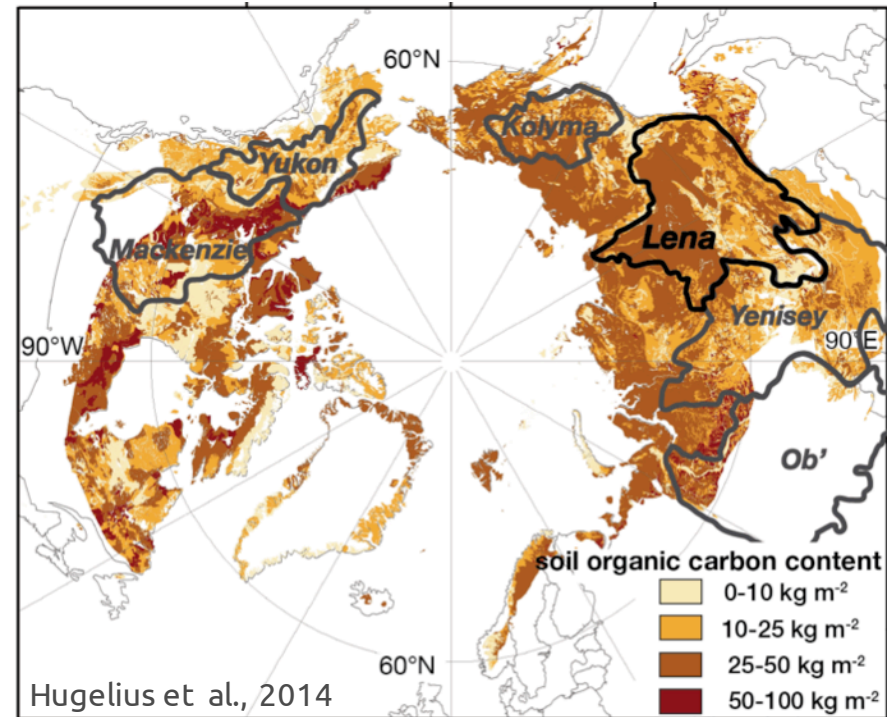 60°N
Kolyma
Yukon
Lena
Mackenzie
Yenisey
90°W
90°E
Ob'
soil organic carbon content
0-10 kg m⁻²
10-25 kg m⁻²
25-50 kg m⁻²
60°N
50-100 kg m⁻²
Hugelius et al., 2014